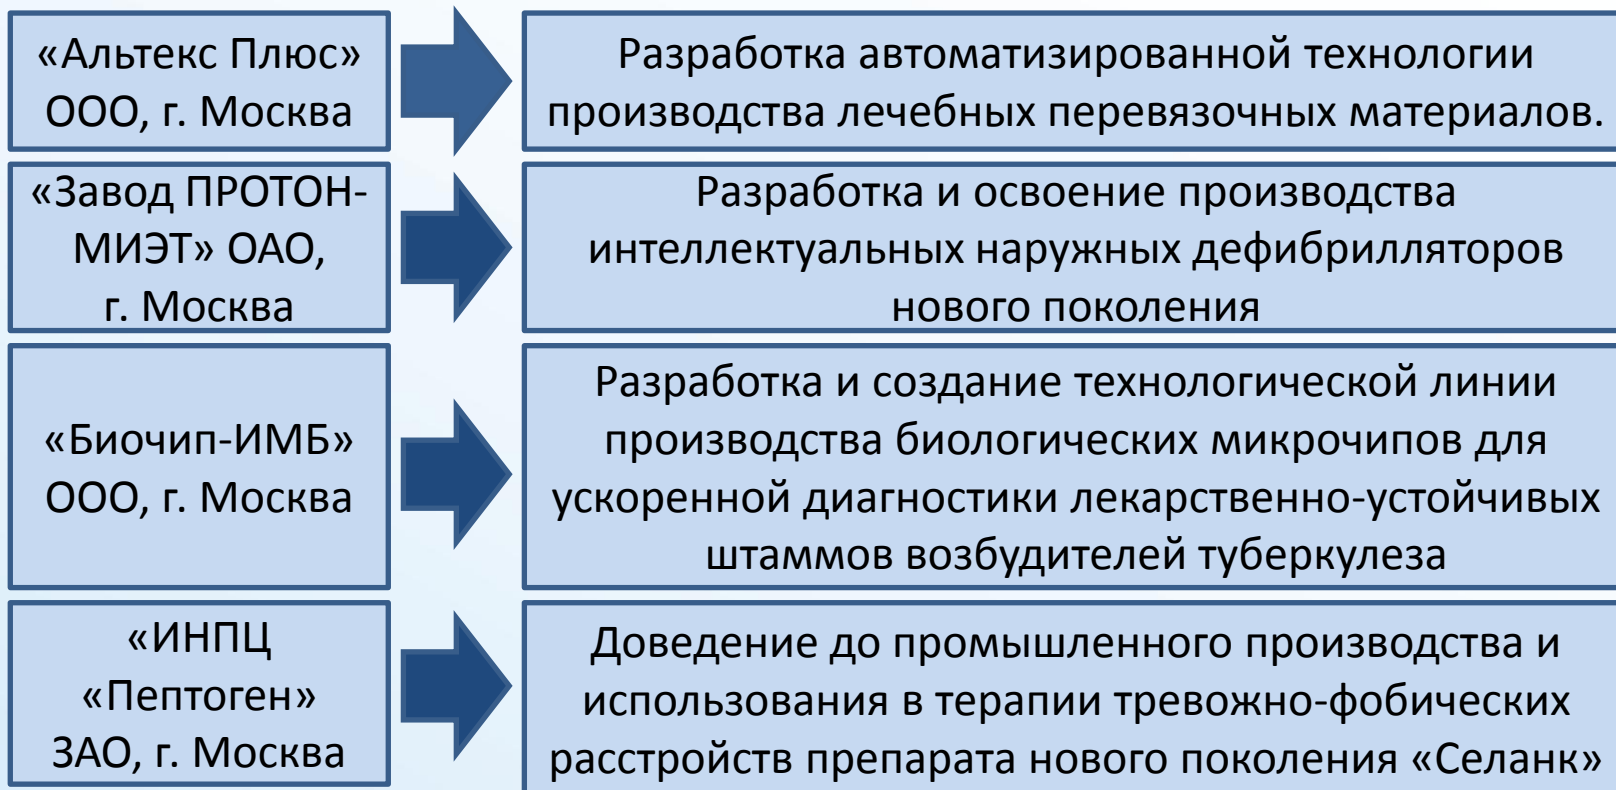 «Альтекс Плюс»
ООО, г. Москва
Разработка автоматизированной технологии
производства лечебных перевязочных материалов.
«Завод ПРОТОН-
МИЭТ» ОАО,
г. Москва
Разработка и освоение производства
интеллектуальных наружных дефибрилляторов
нового поколения
«Биочип-ИМБ»
ООО, г. Москва
Разработка и создание технологической линии
производства биологических микрочипов для
ускоренной диагностики лекарственно-устойчивых
штаммов возбудителей туберкулеза
«ИНПЦ
«Пептоген»
ЗАО, г. Москва
Доведение до промышленного производства и
использования в терапии тревожно-фобических
расстройств препарата нового поколения «Селанк»